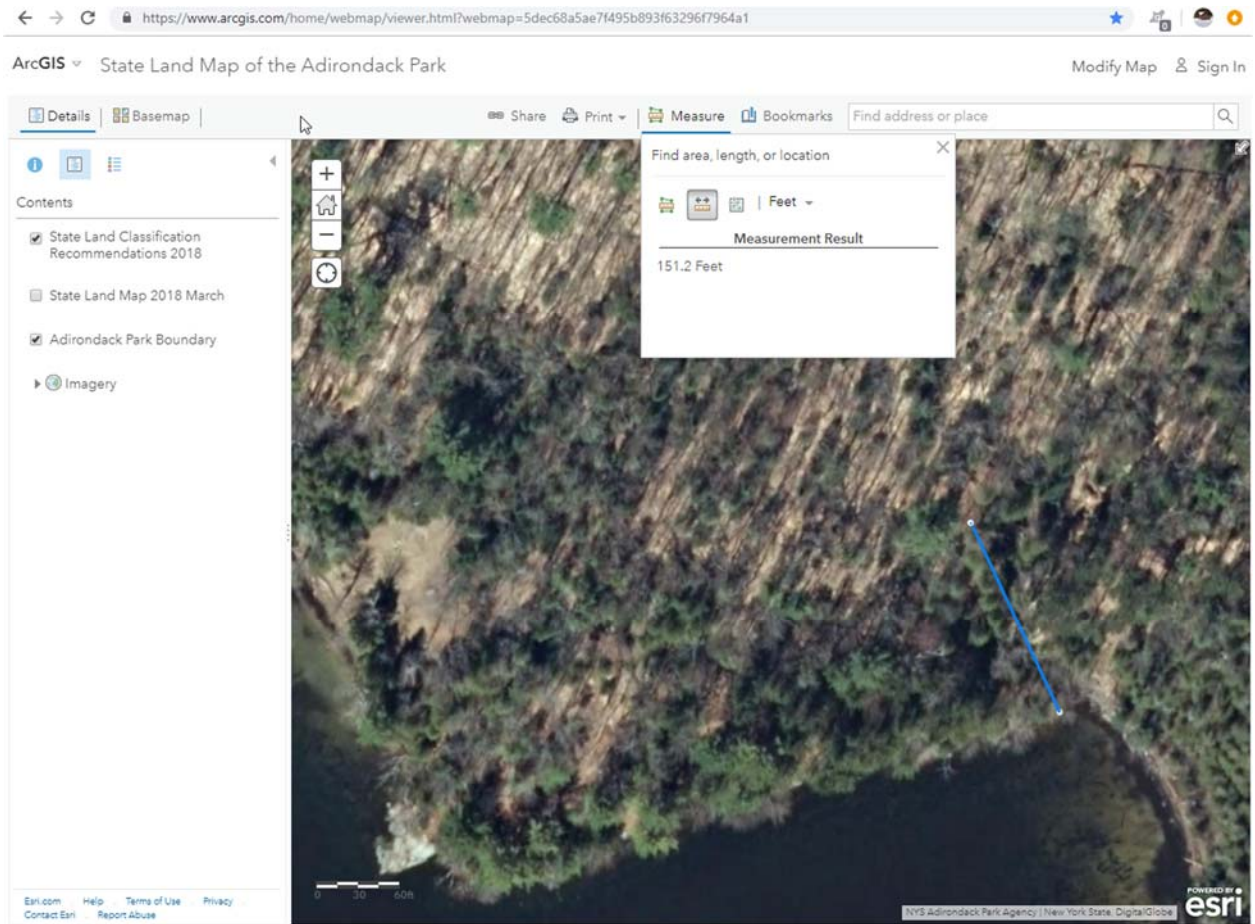 https://www.arcgis.com/home/webmap/viewer.html?webmap=5dec68a5ae7f495b893f63296f7964a1
0
ArcGIS State Land Map of the Adirondack Park Modify Map Sign In
Details Basemap Share Print Measure Bookmarks Find address or place
Find area, length, or location
Feet
Measurement Result
151.2 Feet
Contents
State Land Classification
Recommendations 2018
State Land Map 2018 March
Adirondack Park Boundary
Imagery
0 30 60ft
Esri.com Help Terms of Use Privacy
Contact Esri Report Abuse
NYS Adirondack Park Agency | New York State, DigitalGlobe
POWERED BY
esri